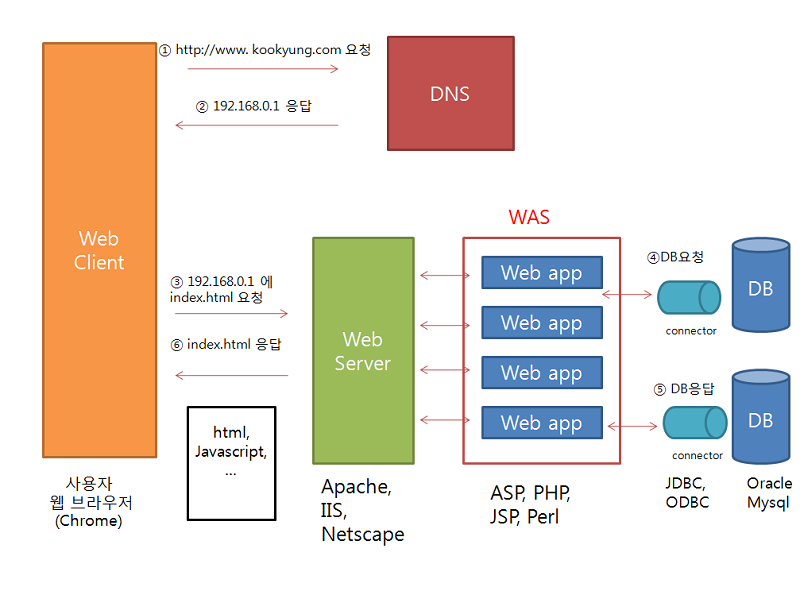 ① http://www. kookyung.com 요청
DNS
② 192.168.0.1 응답
Web
Client
WAS
③ 192.168.0.1 에
index.html 요청
⑥ index.html 응답
Web
Server
Web app
Web app
Web app
Web app
④DB요청
connector
DB
⑤ DB응답
connector
DB
html,
Javascript,
...
사용자
웹 브라우저
(Chrome)
Apache,
IIS,
Netscape
ASP, PHP,
JSP, Perl
JDBC,
ODBC
Oracle
Mysql